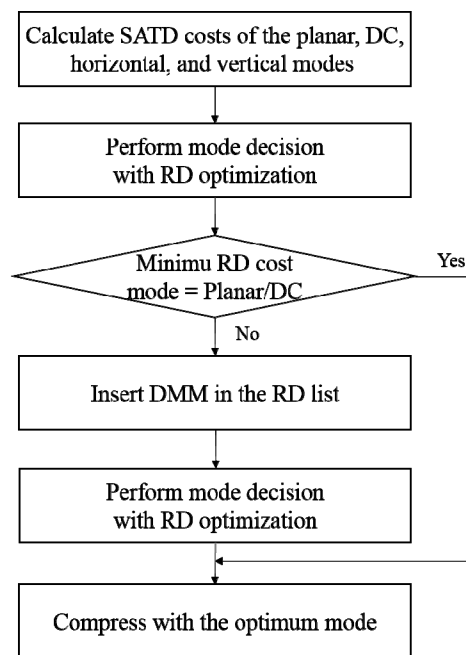 Calculate SATD costs of the planar, DC,
horizontal, and vertical modes
Perform mode decision
with RD optimization
Minimu RD cost
mode = Planar/DC
Yes
No
Insert DMM in the RD list
Perform mode decision
with RD optimization
Compress with the optimum mode